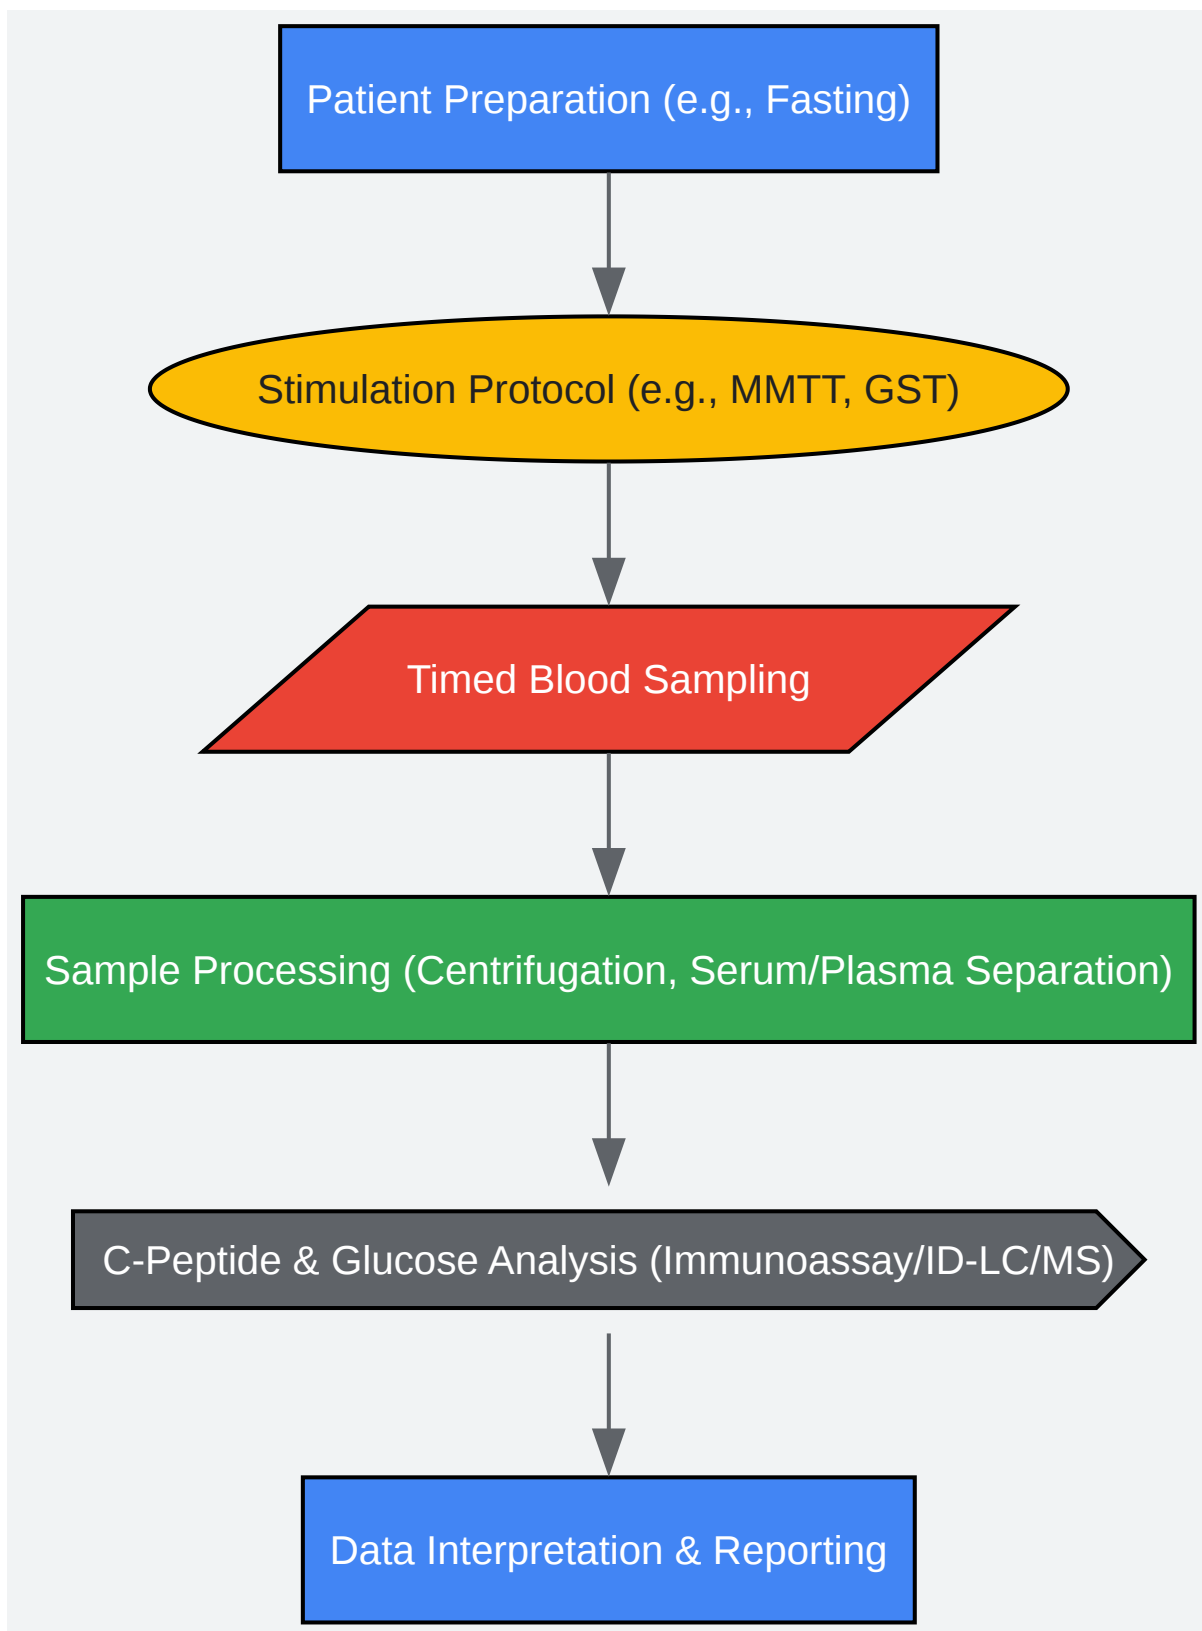 Patient Preparation (e.g., Fasting)
Stimulation Protocol (e.g., MMTT, GST)
Timed Blood Sampling
Sample Processing (Centrifugation, Serum/Plasma Separation)
C-Peptide & Glucose Analysis (Immunoassay/ID-LC/MS)
Data Interpretation & Reporting